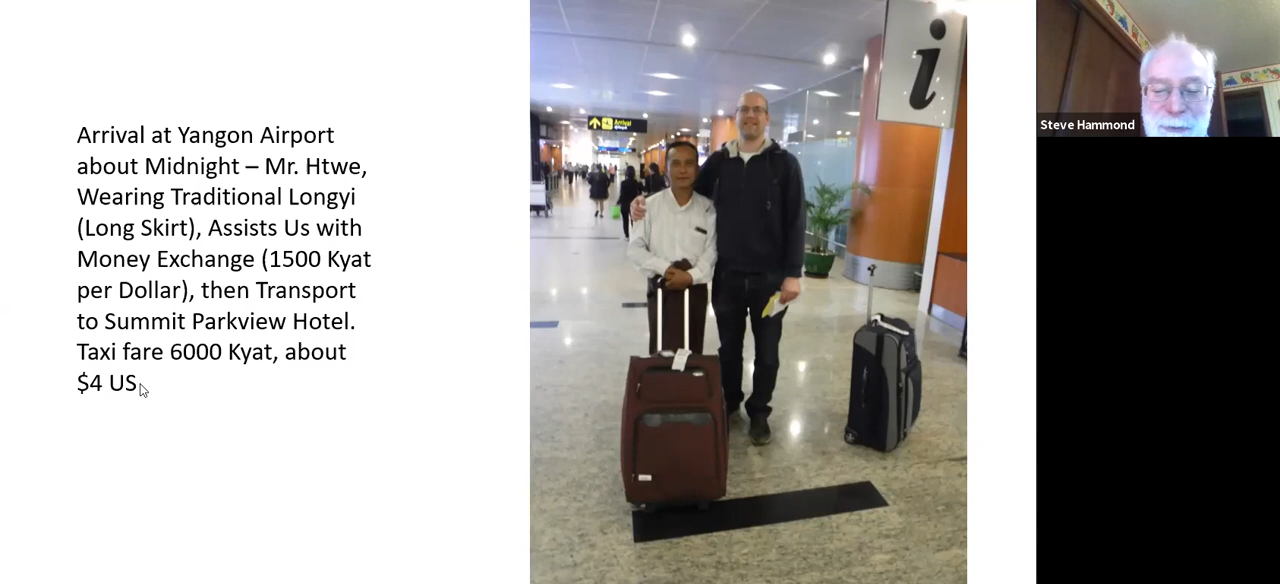 Arrival at Yangon Airport
about Midnight – Mr. Htwe,
Wearing Traditional Longyi
(Long Skirt), Assists Us with
Money Exchange (1500 Kyat
per Dollar), then Transport
to Summit Parkview Hotel.
Taxi fare 6000 Kyat, about
$4 US
i
Arrival
Steve Hammond